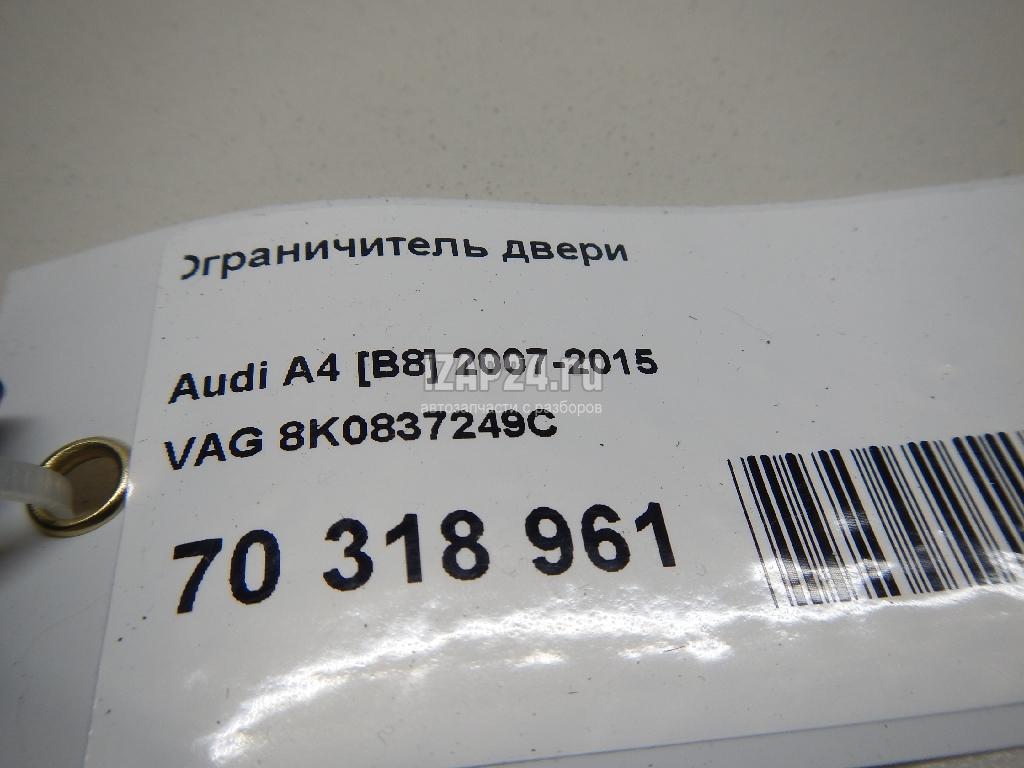 Ограничитель двери
Audi A4 [B8] 2007-2015
IZAP24.ru
автозапчасти с разборов
VAG 8K0837249C
70 318 961